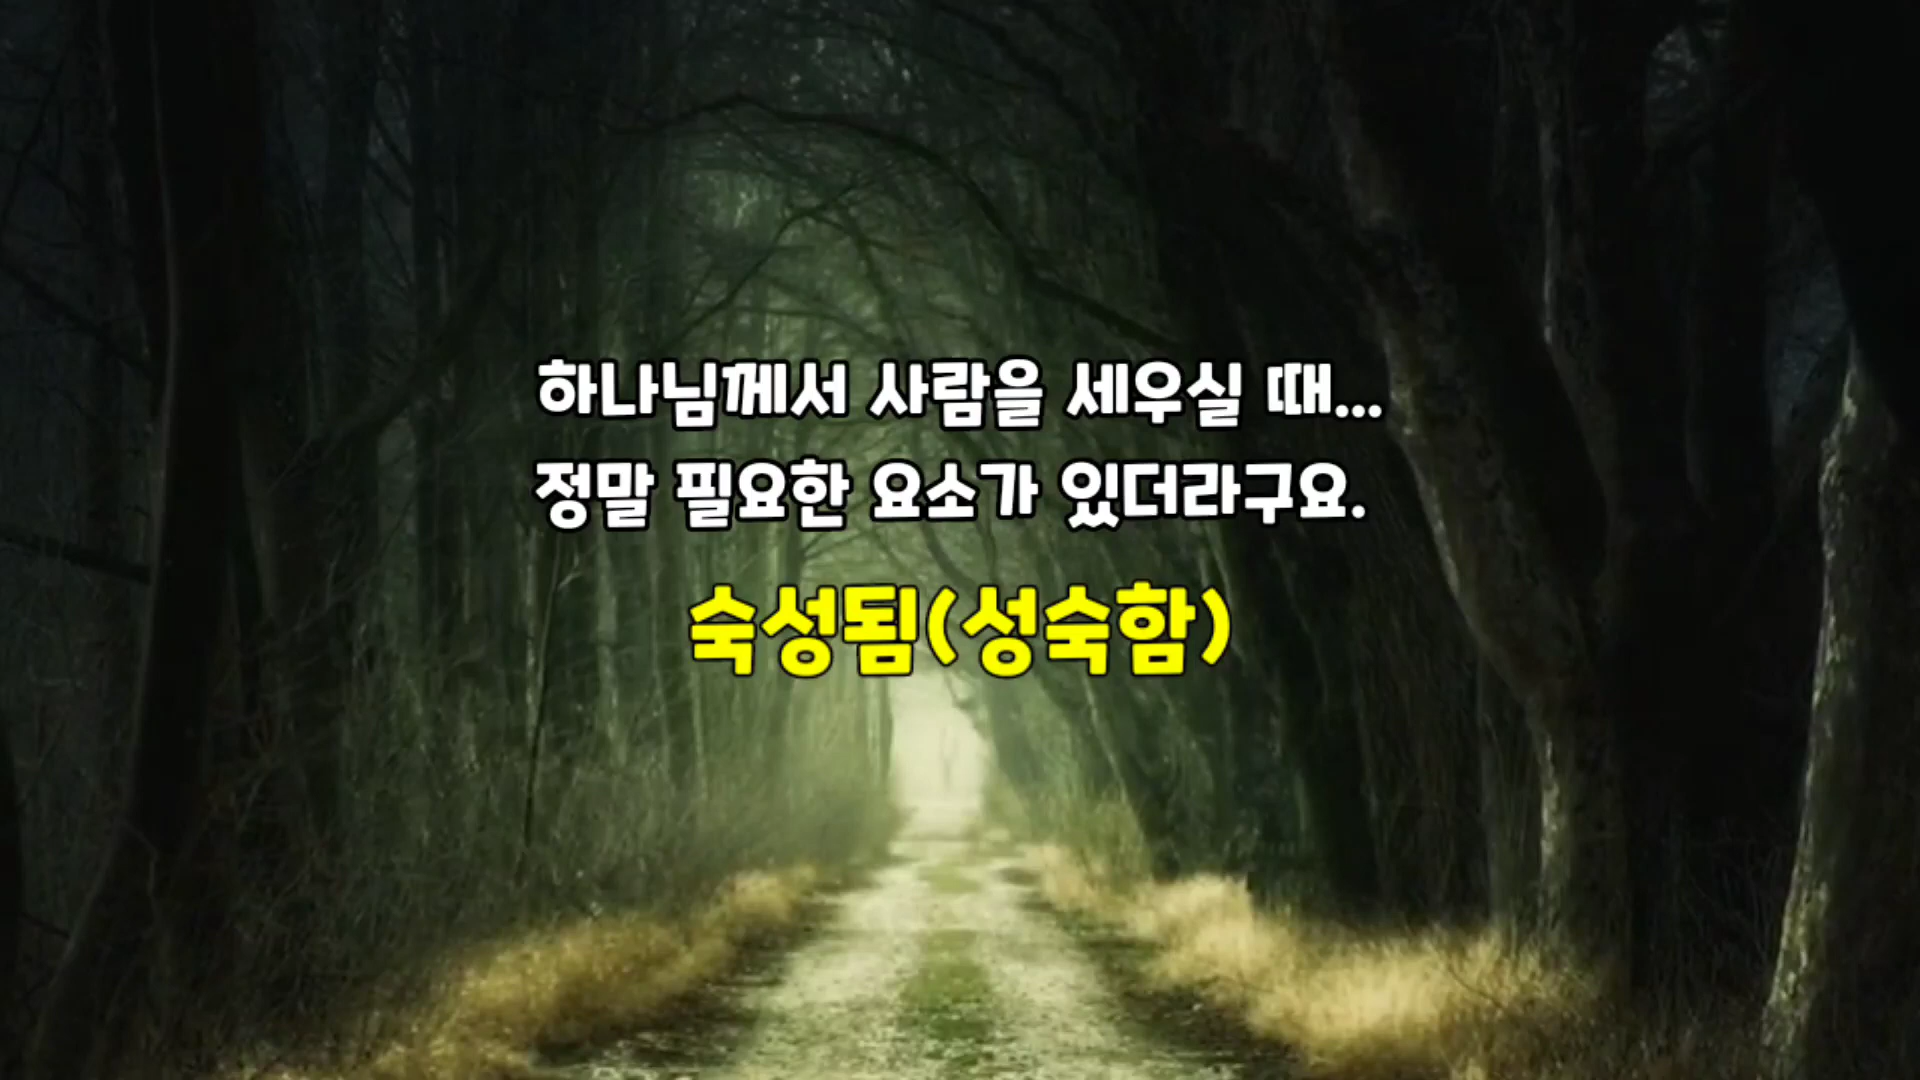 하나님께서 사람을 세우실 때...
정말 필요한 요소가 있더라구요.
숙성됨(성숙함)